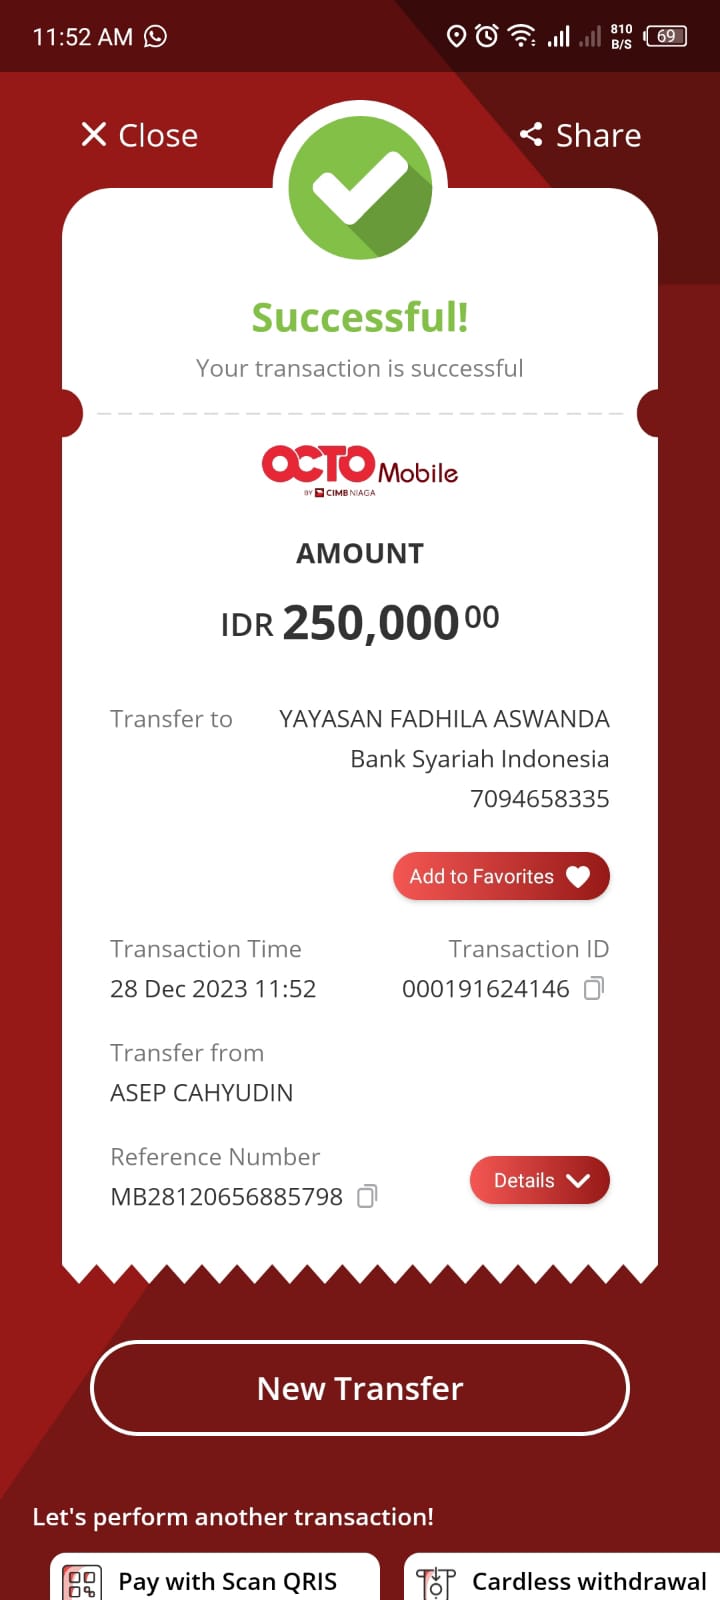 11:52 AM
810 B/S 69
Close
Share
Successful!
Your transaction is successful
OCTO Mobile
BY CIMB NIAGA
AMOUNT
IDR 250,000 00
Transfer to YAYASAN FADHILA ASWANDA
Bank Syariah Indonesia
7094658335
Add to Favorites
Transaction Time Transaction ID
28 Dec 2023 11:52 000191624146
Transfer from
ASEP CAHYUDIN
Reference Number
MB28120656885798
Details
New Transfer
Let's perform another transaction!
Pay with Scan QRIS Cardless withdrawal